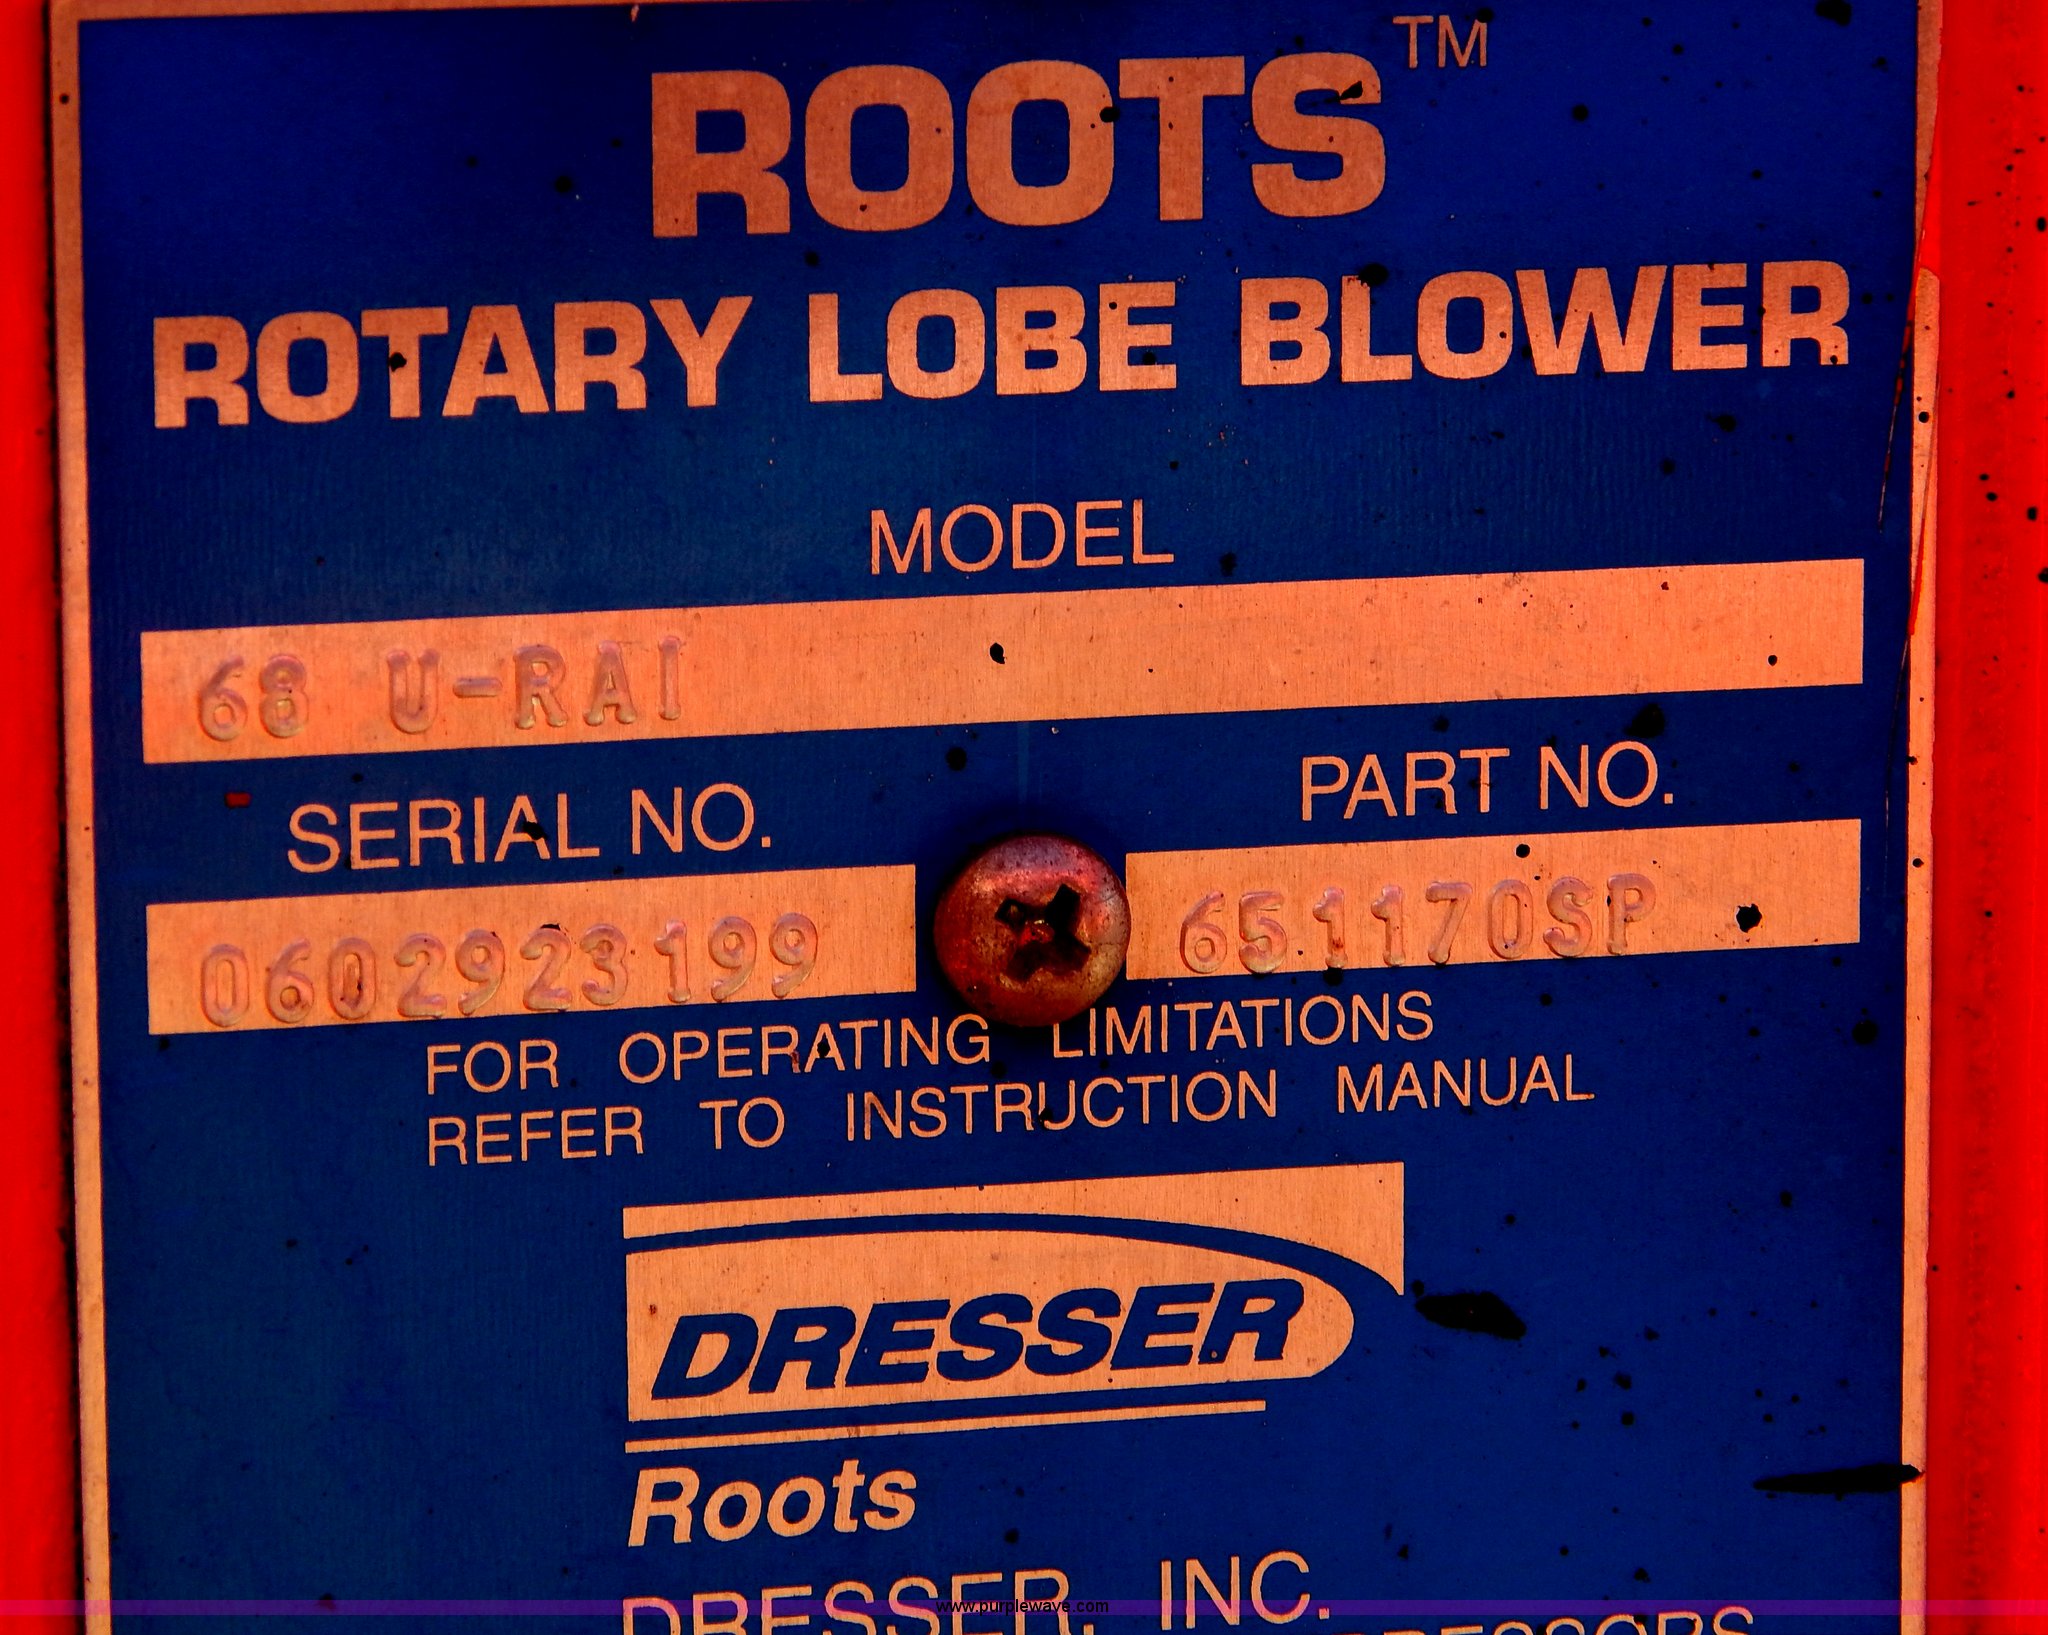 ROOTS™
ROTARY LOBE BLOWER
MODEL
68 U-RAI
SERIAL NO.
0602923199
PART NO.
651170SP
FOR OPERATING LIMITATIONS
REFER TO INSTRUCTION MANUAL
DRESSER
Roots
DRESSER, INC.
www.purplewave.com